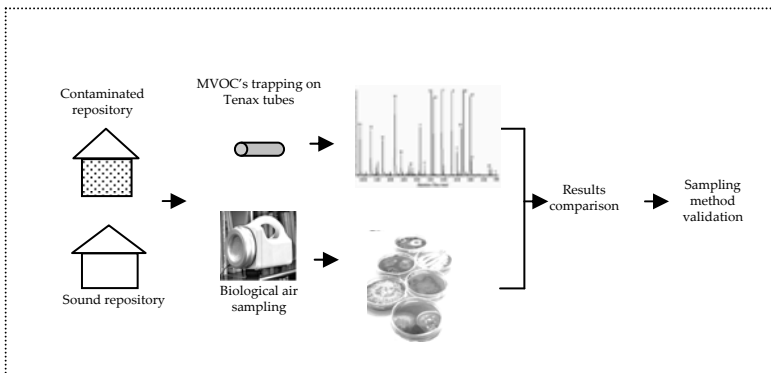 MVOC's trapping on
Tenax tubes
Contaminated
repository
Results
comparison
Sampling
method
validation
Sound repository
Biological air
sampling